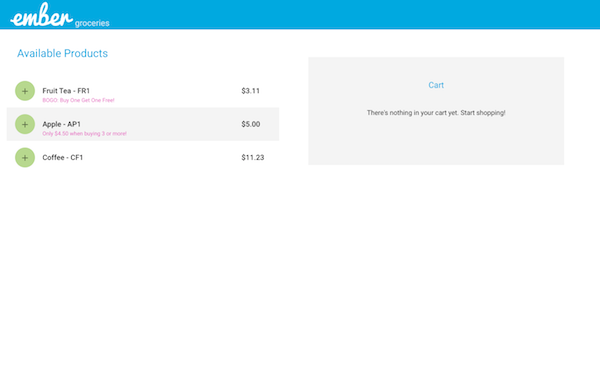 ember groceries
Available Products
Fruit Tea - FR1 $3.11
BOGO: Buy One Get One Free!
Apple - AP1 $5.00
Only $4.50 when buying 3 or more!
Coffee - CF1 $11.23
Cart
There's nothing in your cart yet. Start shopping!